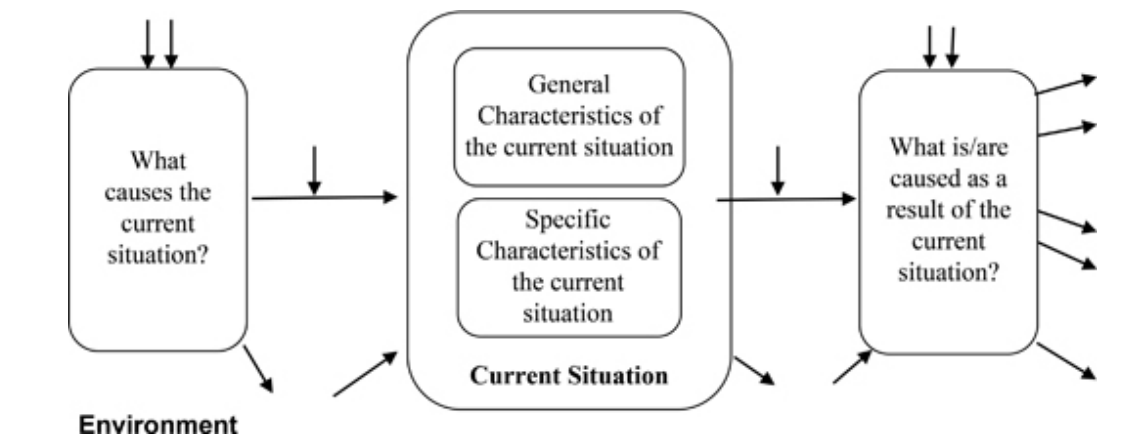 What
causes the
current
situation?
General
Characteristics of
the current situation
Specific
Characteristics of
the current
situation
Current Situation
What is/are
caused as a
result of the
current
situation?
Environment